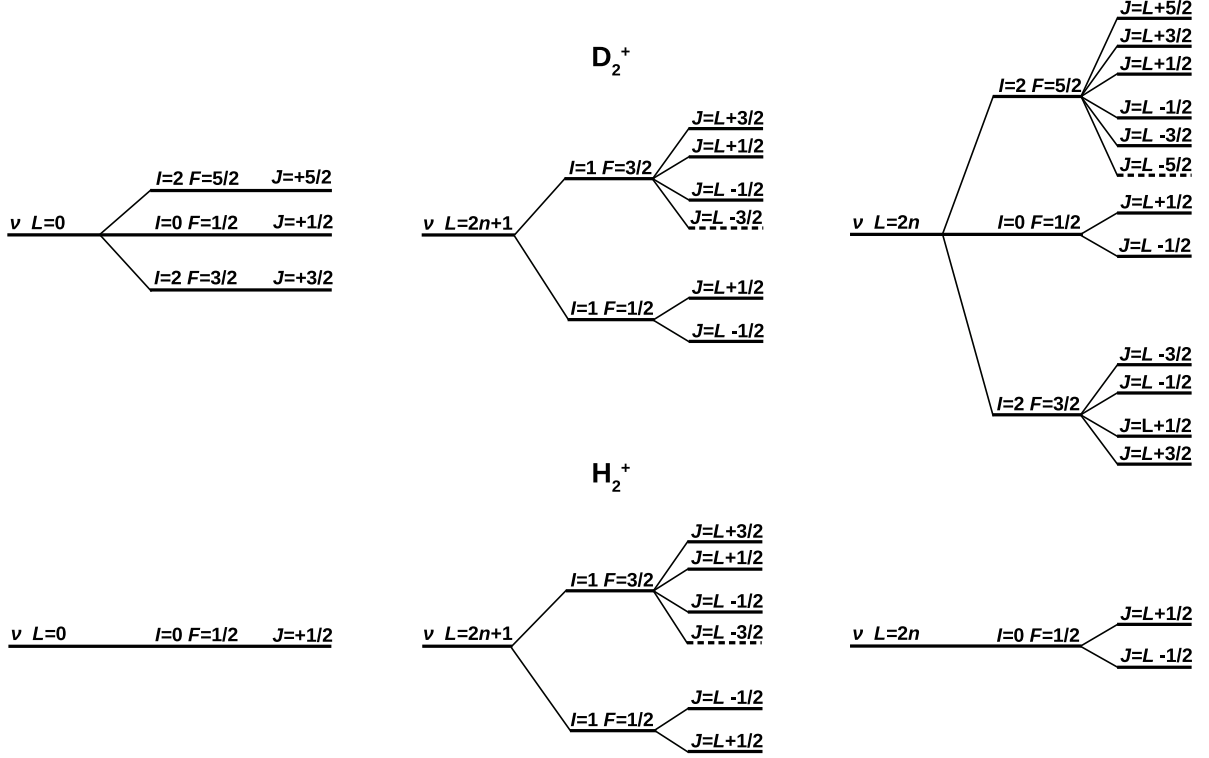 D₂⁺
ν L=0
I=2 F=5/2 J=+5/2
I=0 F=1/2 J=+1/2
I=2 F=3/2 J=+3/2
ν L=2n+1
I=1 F=3/2
J=L+3/2
J=L+1/2
J=L -1/2
J=L -3/2
I=1 F=1/2
J=L+1/2
J=L -1/2
ν L=2n
I=2 F=5/2
J=L+5/2
J=L+3/2
J=L+1/2
J=L -1/2
J=L -3/2
J=L -5/2
I=0 F=1/2
J=L+1/2
J=L -1/2
I=2 F=3/2
J=L -3/2
J=L -1/2
J=L+1/2
J=L+3/2
H₂⁺
ν L=0
I=0 F=1/2 J=+1/2
ν L=2n+1
I=1 F=3/2
J=L+3/2
J=L+1/2
J=L -1/2
J=L -3/2
I=1 F=1/2
J=L -1/2
J=L+1/2
ν L=2n
I=0 F=1/2
J=L+1/2
J=L -1/2